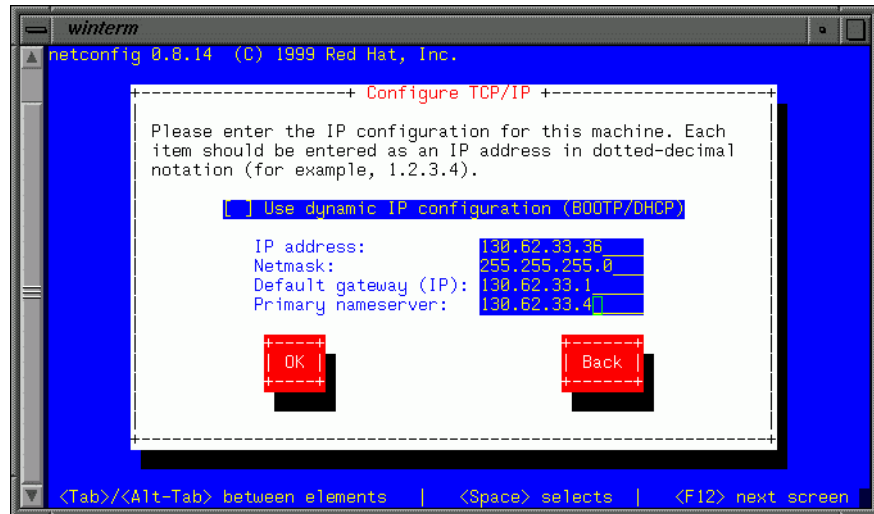 winterm
netconfig 0.8.14 (C) 1999 Red Hat, Inc.
Configure TCP/IP
Please enter the IP configuration for this machine. Each
item should be entered as an IP address in dotted-decimal
notation (for example, 1.2.3.4).
[ ] Use dynamic IP configuration (BOOTP/DHCP)
IP address: 130.62.33.36
Netmask: 255.255.255.0
Default gateway (IP): 130.62.33.1
Primary nameserver: 130.62.33.4
OK Back
<Tab>/<Alt-Tab> between elements | <Space> selects | <F12> next screen